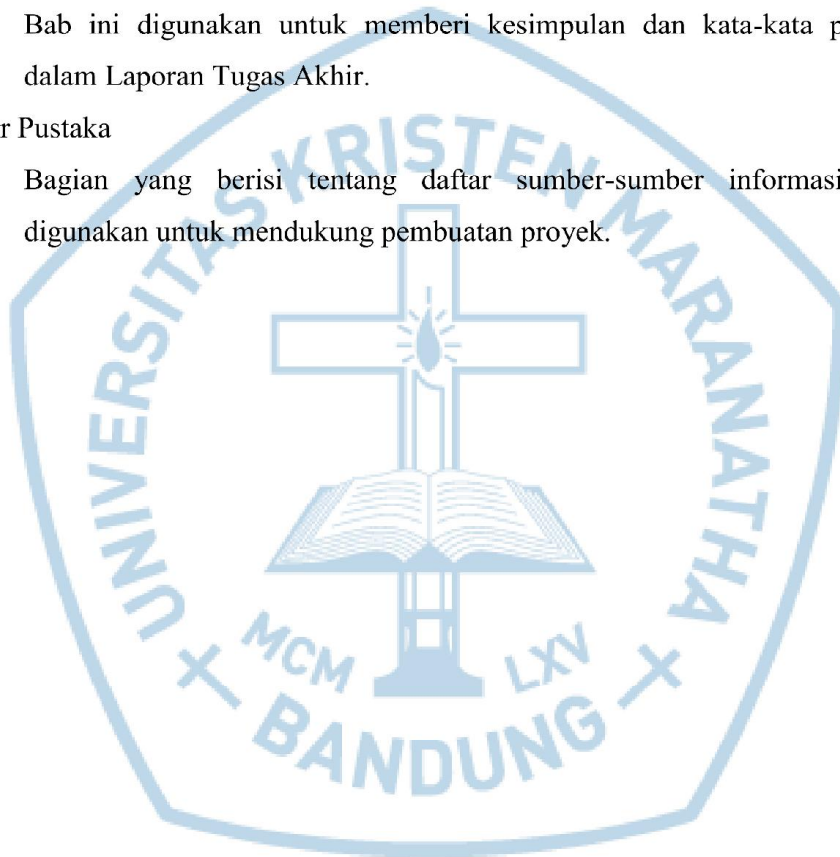 Bab ini digunakan untuk memberi kesimpulan dan kata-kata p
dalam Laporan Tugas Akhir.
r Pustaka
Bagian yang berisi tentang daftar sumber-sumber informasi
digunakan untuk mendukung pembuatan proyek.
UNIVERSITAS KRISTEN MARANATHA
MCM LXV
BANDUNG